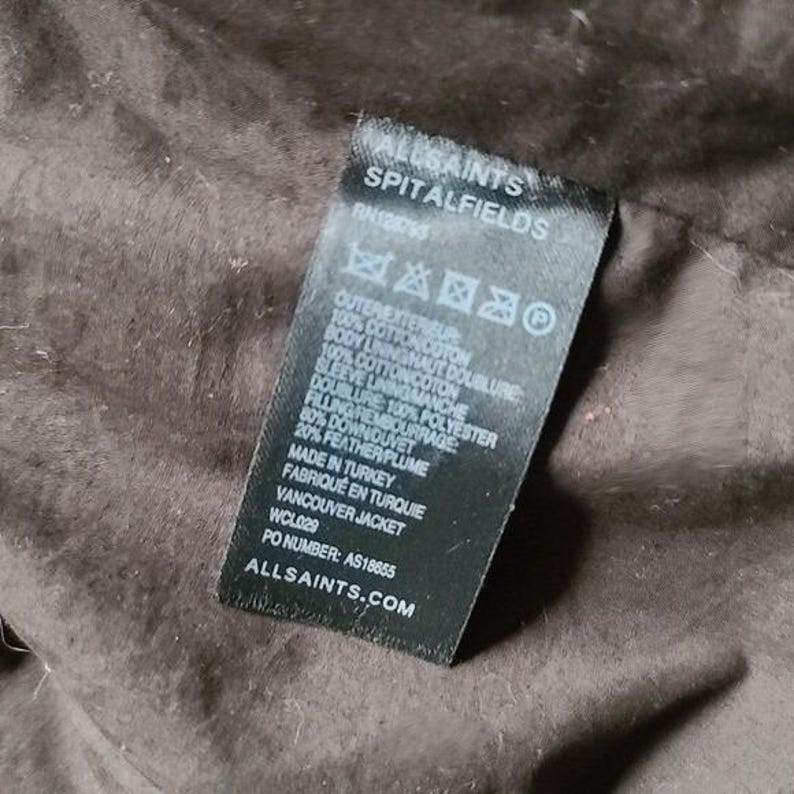 ALLSAINTS
SPITALFIELDS
P
OUTER/EXTERIEUR:
100% COTTON/COTON
BODY LINING/HAUT DOUBLURE:
100% COTTON/COTON
SLEEVE LINING/MANCHE
DOUBLURE: 100% POLYESTER
FILLING/REMBOURRAGE:
80% DOWN/DUVET
20% FEATHER/PLUME
MADE IN TURKEY
FABRIQUÉ EN TURQUIE
VANCOUVER JACKET
WCL029
PO NUMBER: AS18655
ALLSAINTS.COM